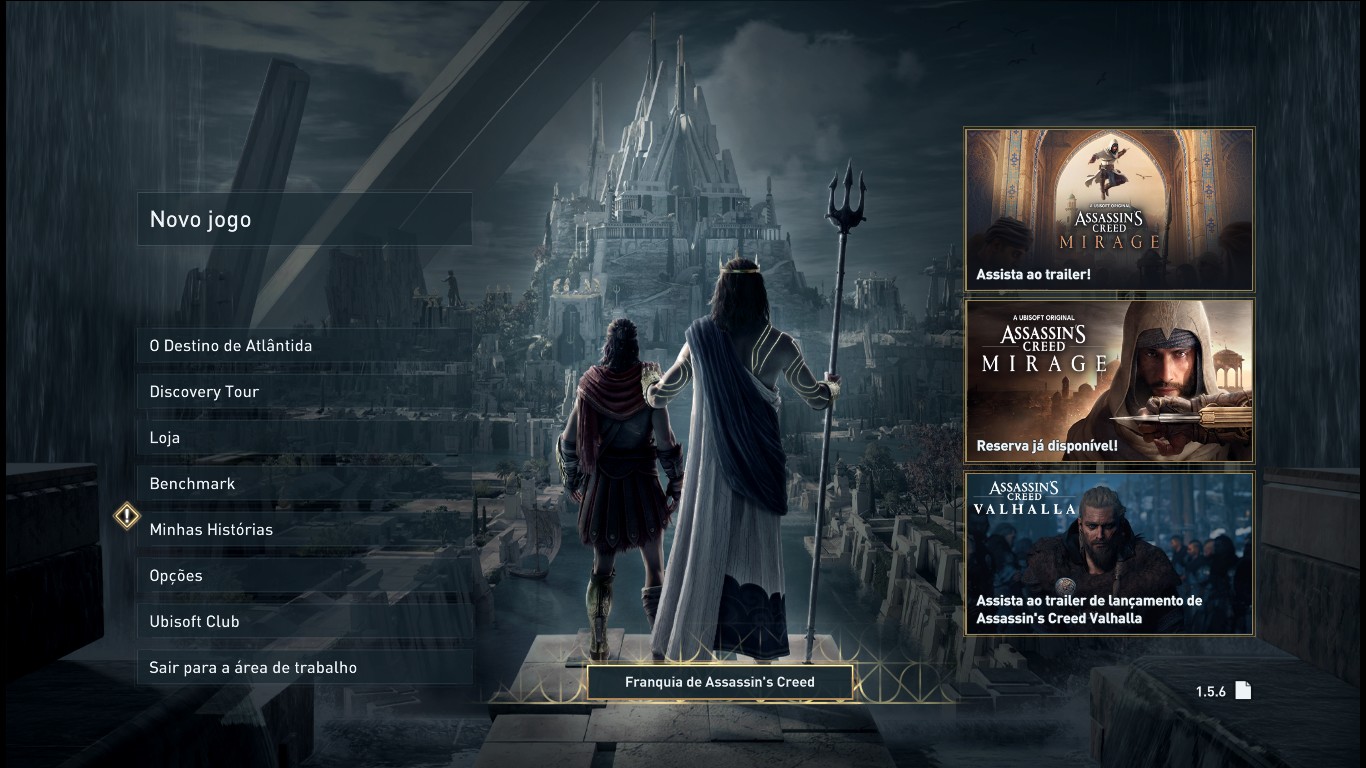 Novo jogo
O Destino de Atlântida
Discovery Tour
Loja
Benchmark
Minhas Histórias
Opções
Ubisoft Club
Sair para a área de trabalho
A UBISOFT ORIGINAL
ASSASSIN'S
CREED
MIRAGE
Assista ao trailer!
A UBISOFT ORIGINAL
ASSASSIN'S
CREED
MIRAGE
Reserva já disponível!
ASSASSIN'S
CREED
VALHALLA
Assista ao trailer de lançamento de
Assassin's Creed Valhalla
Franquia de Assassin's Creed
1.5.6